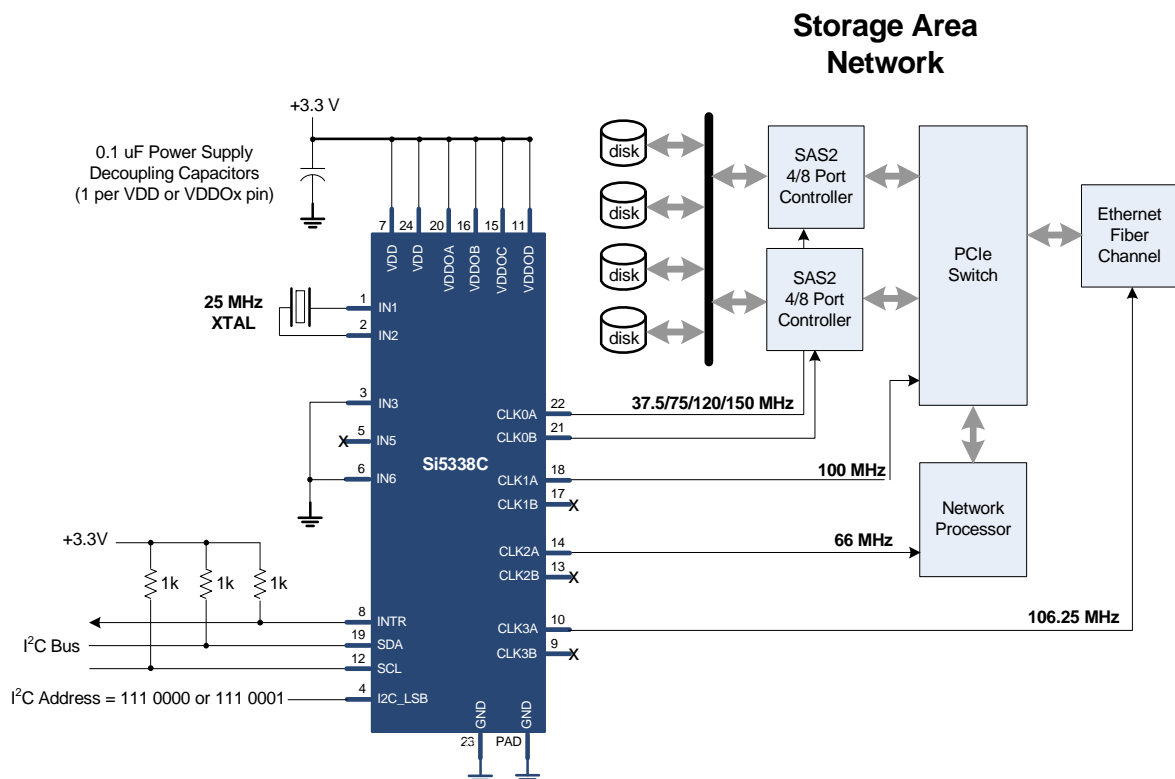 Storage Area
Network
+3.3 V
0.1 uF Power Supply
Decoupling Capacitors
(1 per VDD or VDDOx pin)
7
24
20
16
15
11
VDD
VDD
VDDOA
VDDOB
VDDOC
VDDOD
25 MHz
XTAL
1
IN1
2
IN2
3
IN3
X
5
IN5
6
IN6
Si5338C
+3.3V
1k
1k
1k
8
INTR
I²C Bus
19
SDA
12
SCL
I²C Address = 111 0000 or 111 0001
4
I2C_LSB
GND
GND
23
PAD
CLK0A
22
37.5/75/120/150 MHz
CLK0B
21
CLK1A
18
100 MHz
CLK1B
17
X
CLK2A
14
66 MHz
CLK2B
13
X
CLK3A
10
106.25 MHz
CLK3B
9
X
disk
disk
disk
disk
SAS2
4/8 Port
Controller
SAS2
4/8 Port
Controller
PCIe
Switch
Ethernet
Fiber
Channel
Network
Processor